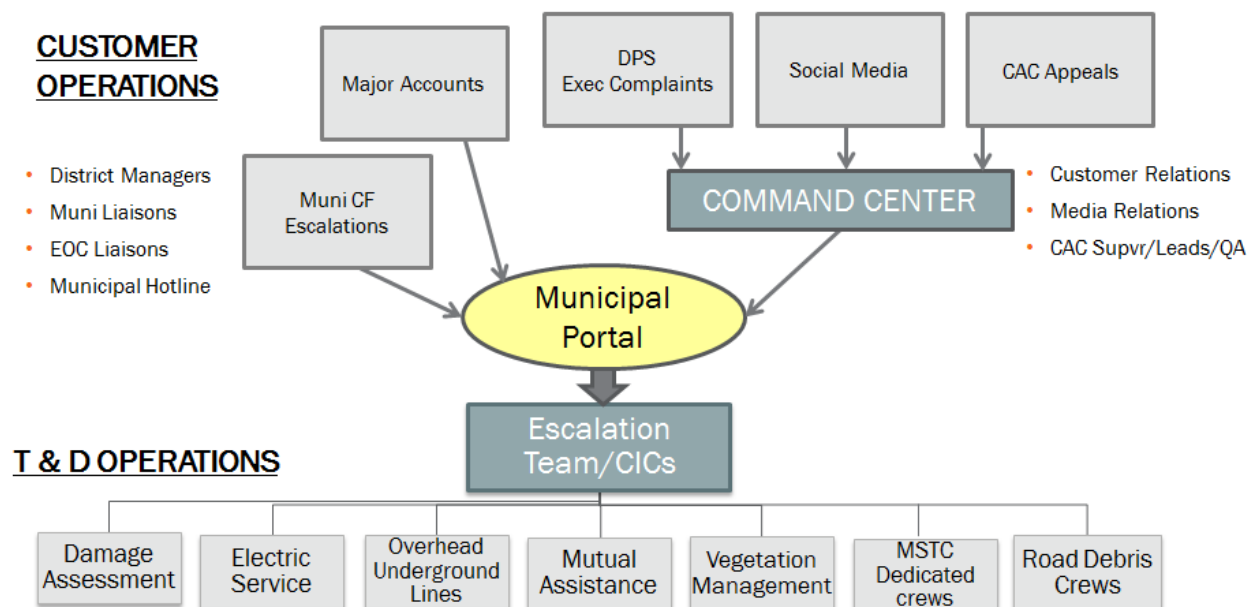 CUSTOMER
OPERATIONS
Major Accounts
DPS
Exec Complaints
Social Media
CAC Appeals
• District Managers
• Muni Liaisons
• EOC Liaisons
• Municipal Hotline
Muni CF
Escalations
COMMAND CENTER
• Customer Relations
• Media Relations
• CAC Supvr/Leads/QA
Municipal
Portal
Escalation
Team/CICs
T & D OPERATIONS
Damage
Assessment
Electric
Service
Overhead
Underground
Lines
Mutual
Assistance
Vegetation
Management
MSTC
Dedicated
crews
Road Debris
Crews